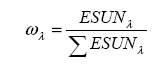 ω_λ = ESUN_λ / ∑ ESUN_λ